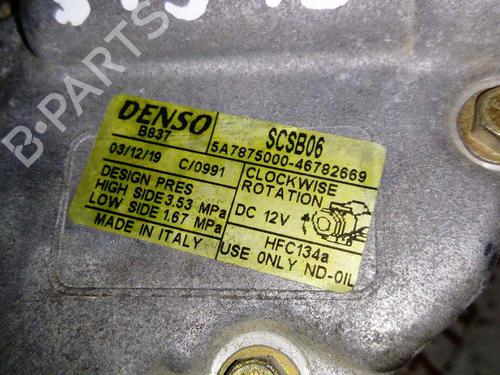 B-PARTS
DENSO
B837
SCSB06
5A7875000-46782669
03/12/19 C/0991
CLOCKWISE
ROTATION
DESIGN PRES
HIGH SIDE 3.53 MPa
LOW SIDE 1.67 MPa
DC 12V
MADE IN ITALY
HFC134a
USE ONLY ND-OIL